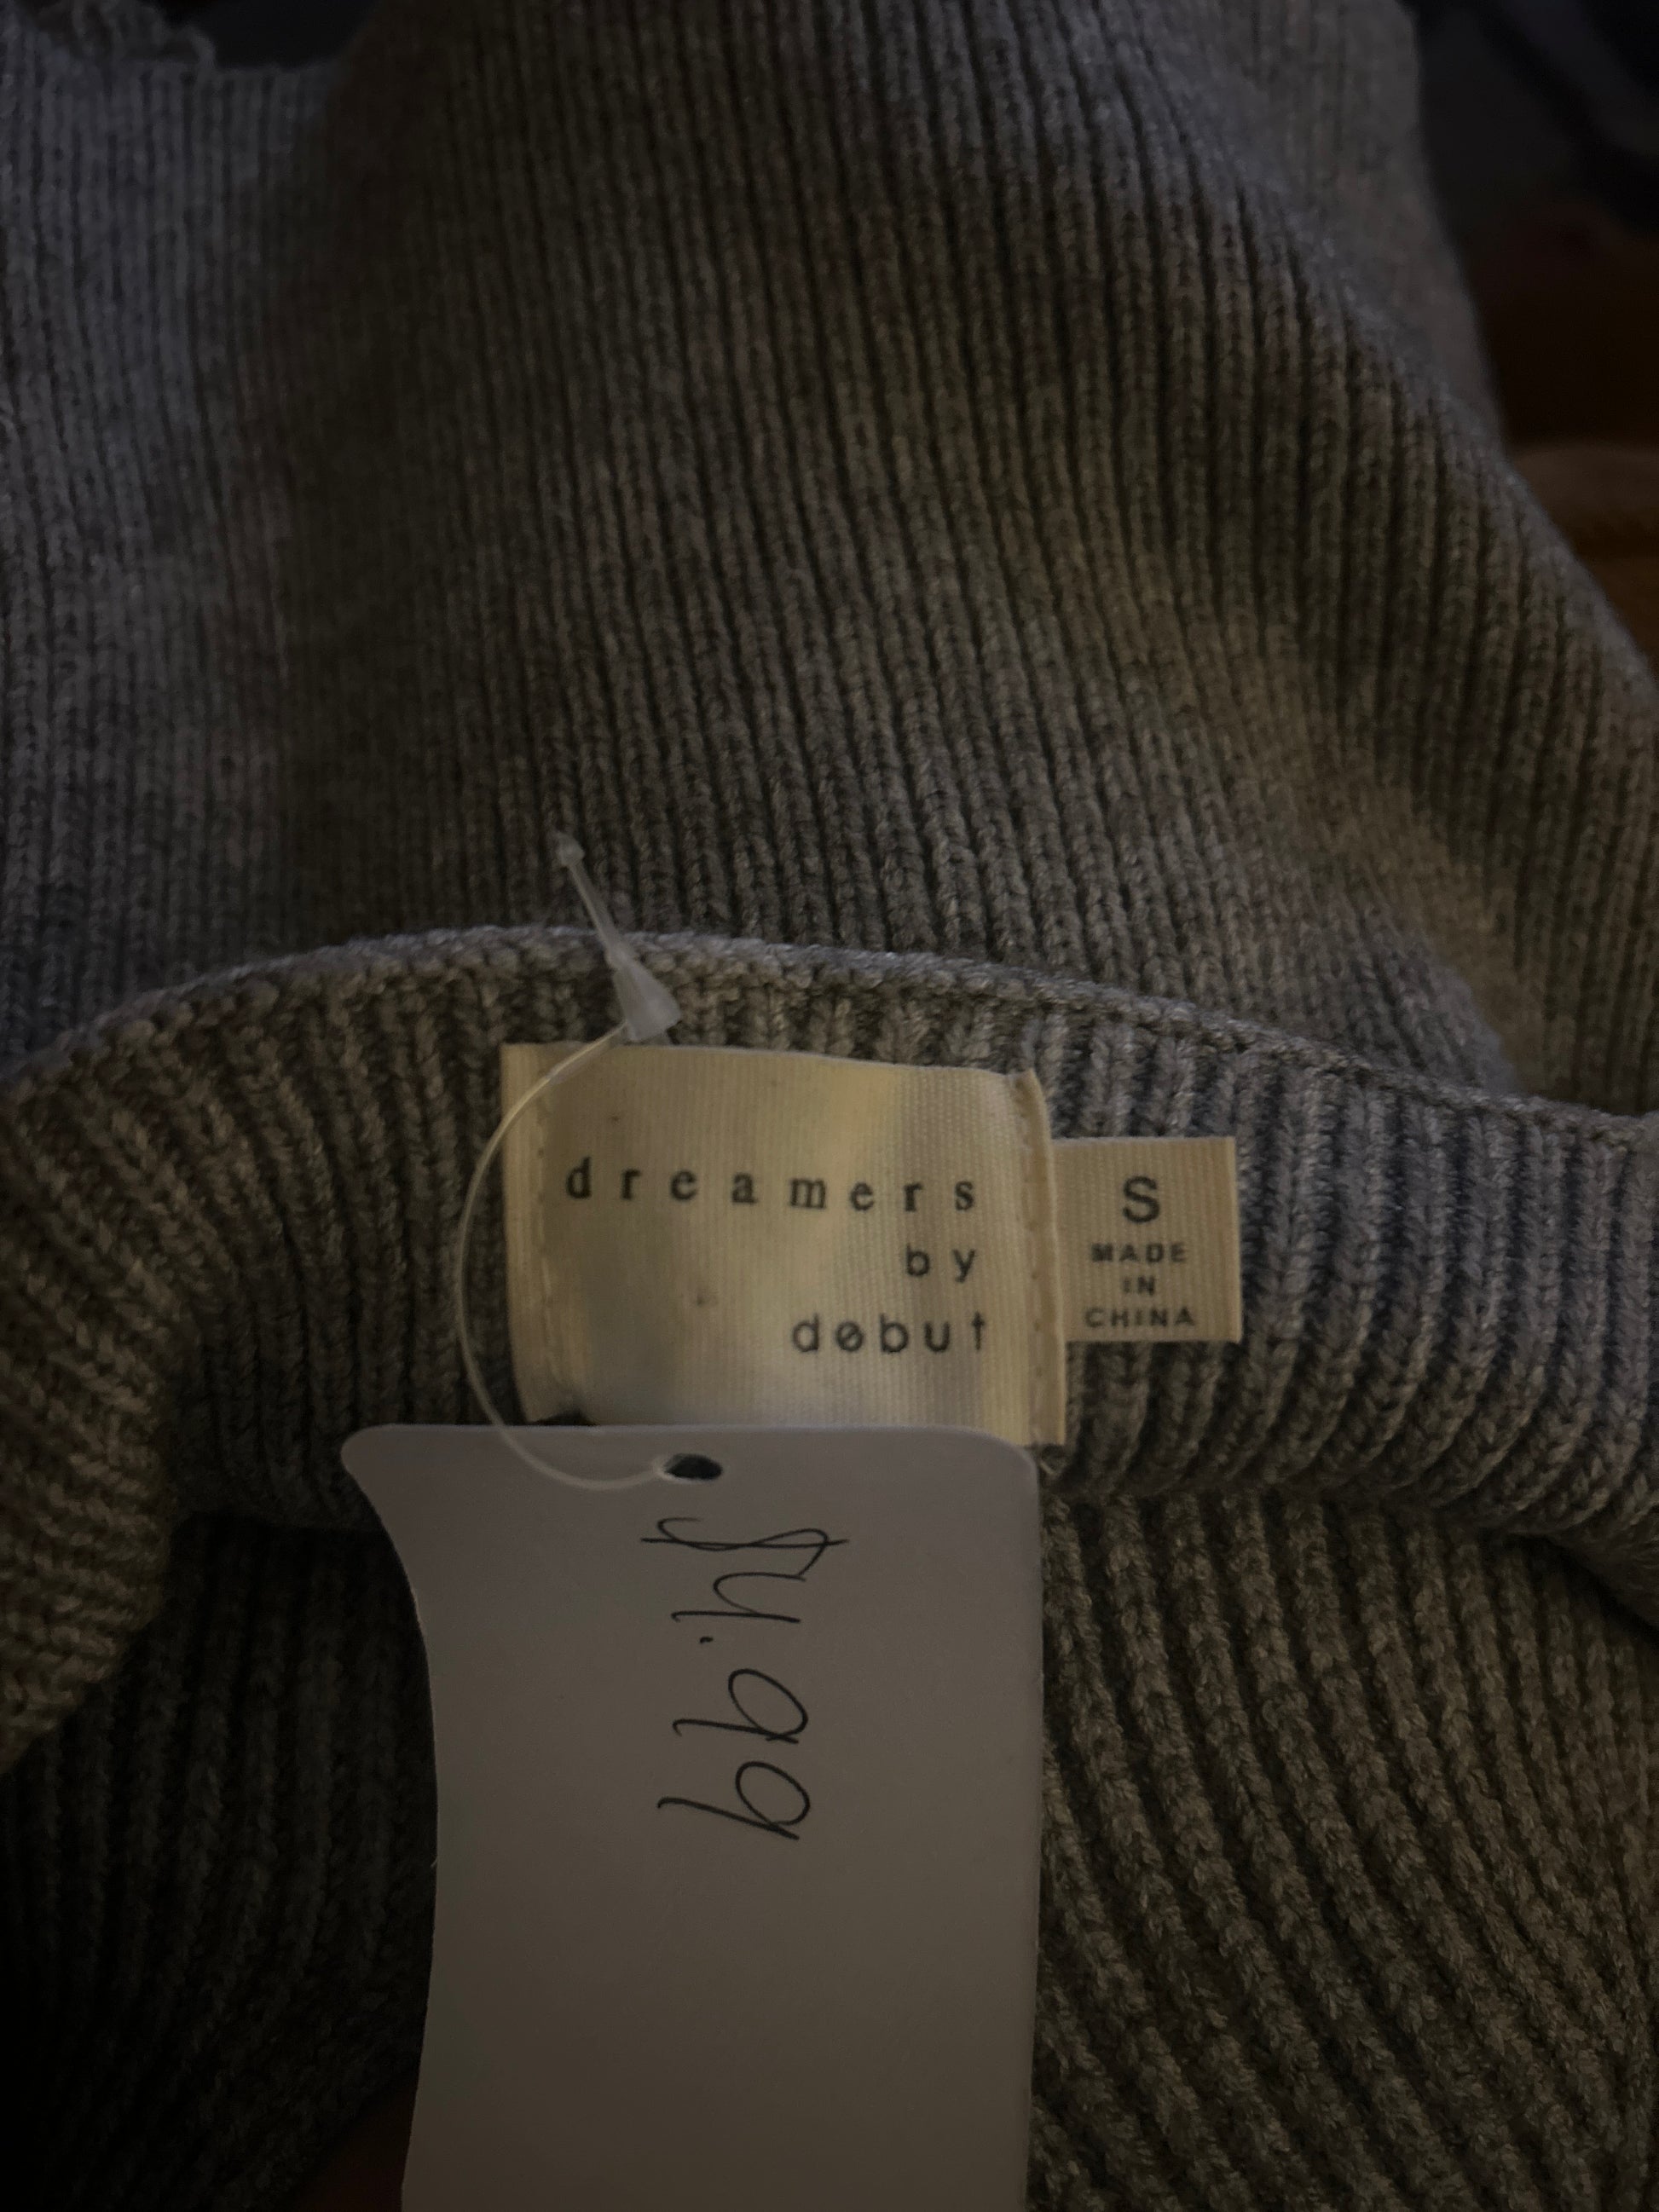 dreamers
by
døbut
S
MADE
IN
CHINA
$4.99